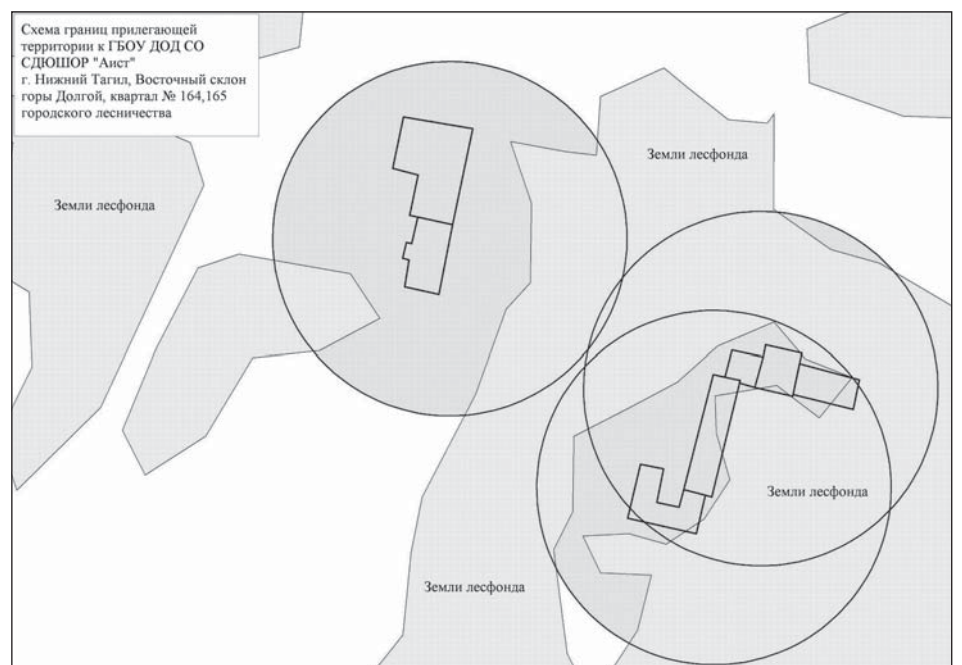 Схема границ прилегающей
территории к ГБОУ ДОД СО
СДЮШОР "Аист"
г. Нижний Тагил, Восточный склон
горы Долгой, квартал № 164,165
городского лесничества
Земли лесфонда
Земли лесфонда
Земли лесфонда
Земли лесфонда